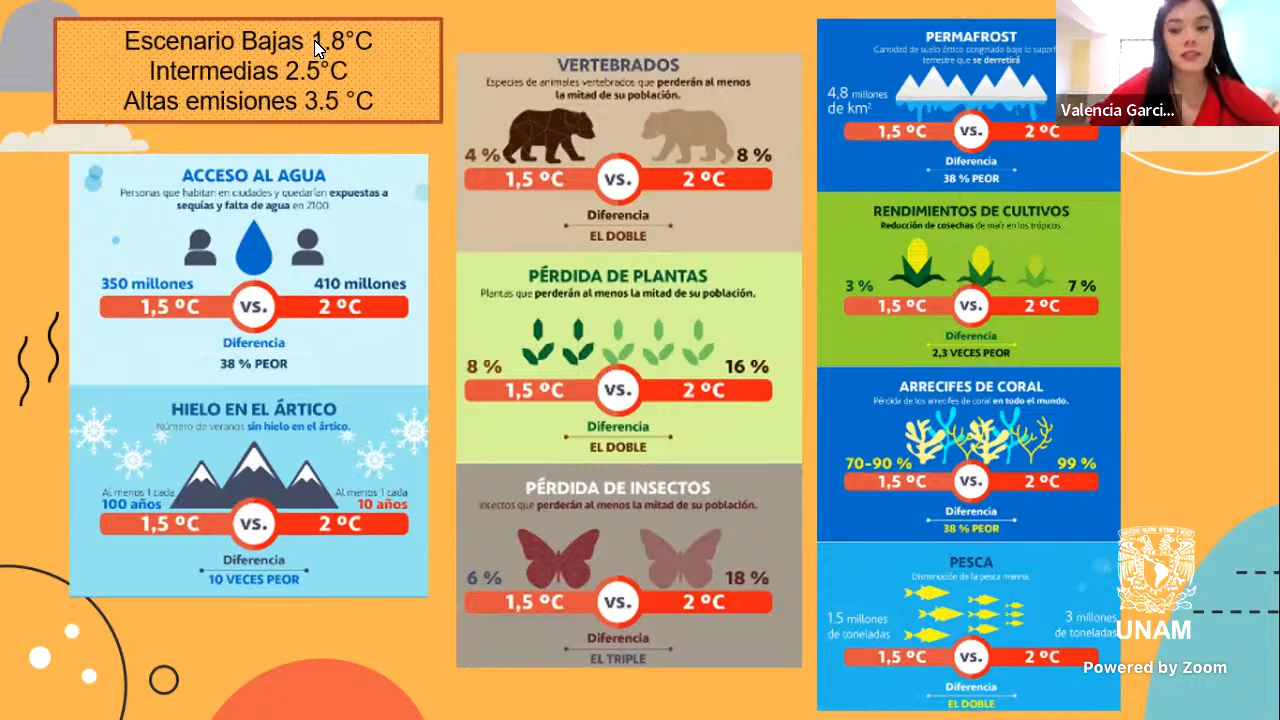 Escenario Bajas 1.8°C
Intermedias 2.5°C
Altas emisiones 3.5 °C
ACCESO AL AGUA
Personas que habitan en ciudades y quedarían expuestas a
sequías y falta de agua en 2100.
350 millones
410 millones
1,5 ºC
VS.
2 ºC
Diferencia
38 % PEOR
HIELO EN EL ÁRTICO
Número de veranos sin hielo en el ártico.
Al menos 1 cada
100 años
Al menos 1 cada
10 años
1,5 ºC
VS.
2 ºC
Diferencia
10 VECES PEOR
VERTEBRADOS
Especies de animales vertebrados que perderán al menos
la mitad de su población.
4 %
8 %
1,5 ºC
VS.
2 ºC
Diferencia
EL DOBLE
PÉRDIDA DE PLANTAS
Plantas que perderán al menos la mitad de su población.
8 %
16 %
1,5 ºC
VS.
2 ºC
Diferencia
EL DOBLE
PÉRDIDA DE INSECTOS
Insectos que perderán al menos la mitad de su población.
6 %
18 %
1,5 ºC
VS.
2 ºC
Diferencia
EL TRIPLE
PERMAFROST
Cantidad de suelo ártico congelado bajo la
terrestre que se derretirá
4,8 millones
de km²
1,5 ºC
VS.
2 ºC
Diferencia
38 % PEOR
RENDIMIENTOS DE CULTIVOS
Reducción de cosechas de maíz en los trópicos.
3 %
7 %
1,5 ºC
VS.
2 ºC
Diferencia
2,3 VECES PEOR
ARRECIFES DE CORAL
Pérdida de los arrecifes de coral en todo el mundo.
70-90 %
99 %
1,5 ºC
VS.
2 ºC
Diferencia
38 % PEOR
PESCA
Disminución de la pesca marina.
1,5 millones
de toneladas
3 millones
de toneladas
1,5 ºC
VS.
2 ºC
Diferencia
EL DOBLE
Valencia Garci...
UNAM
Powered by Zoom